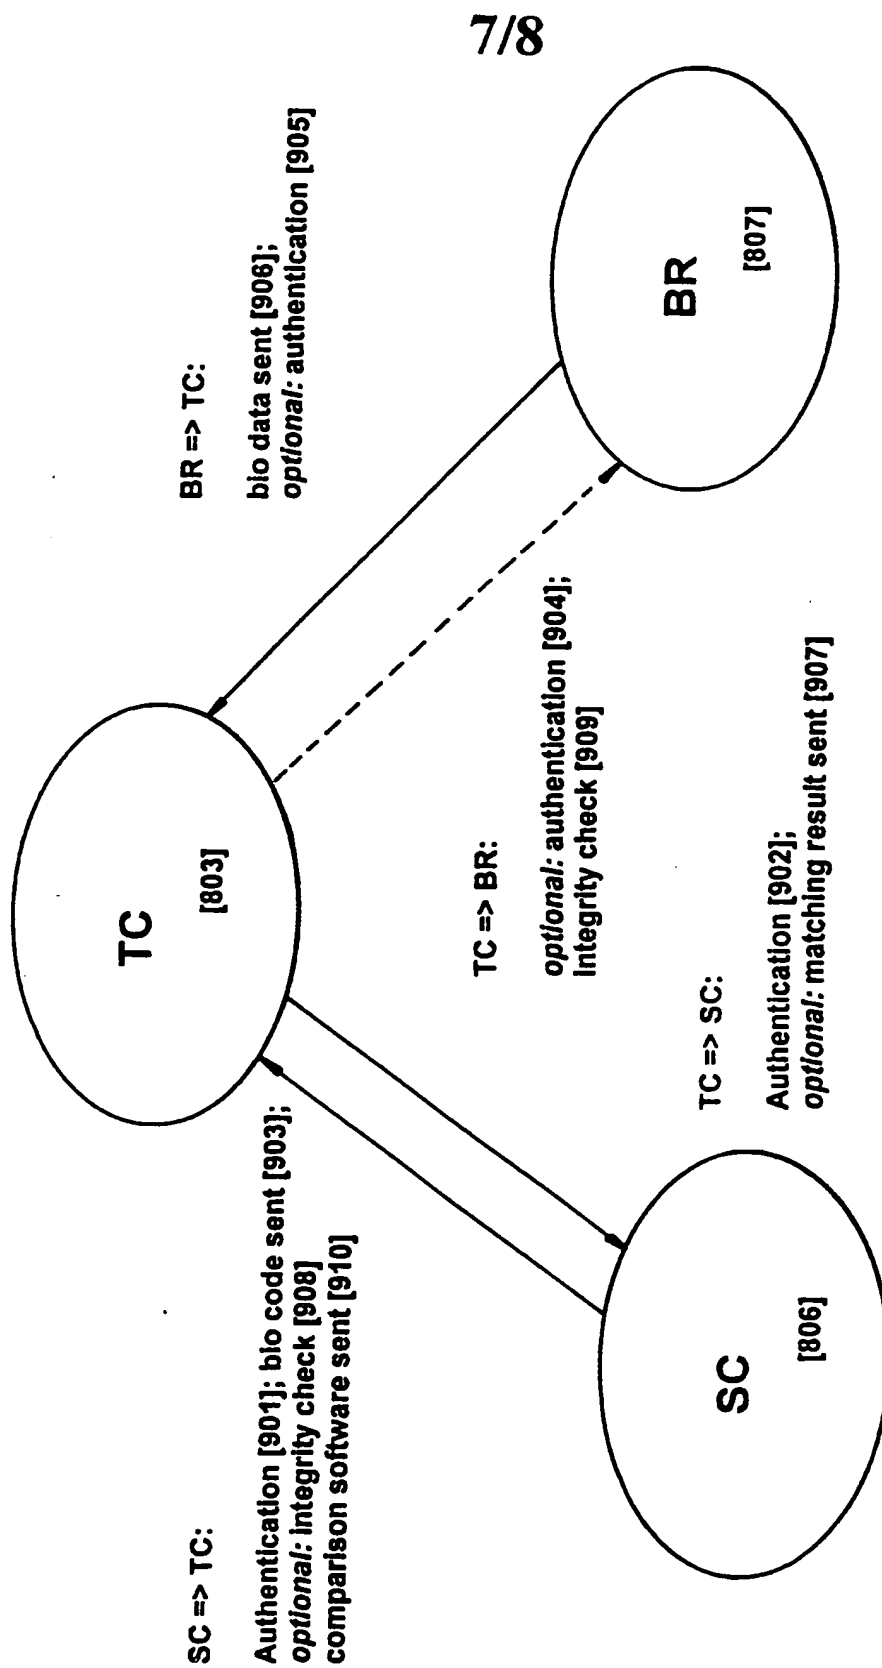 7/8
SC => TC:
Authentication [901]; bio code sent [903];
optional: integrity check [908]
comparison software sent [910]
TC
[803]
BR => TC:
bio data sent [906];
optional: authentication [905]
TC => BR:
optional: authentication [904];
Integrity check [909]
TC => SC:
Authentication [902];
optional: matching result sent [907]
SC
[806]
BR
[807]